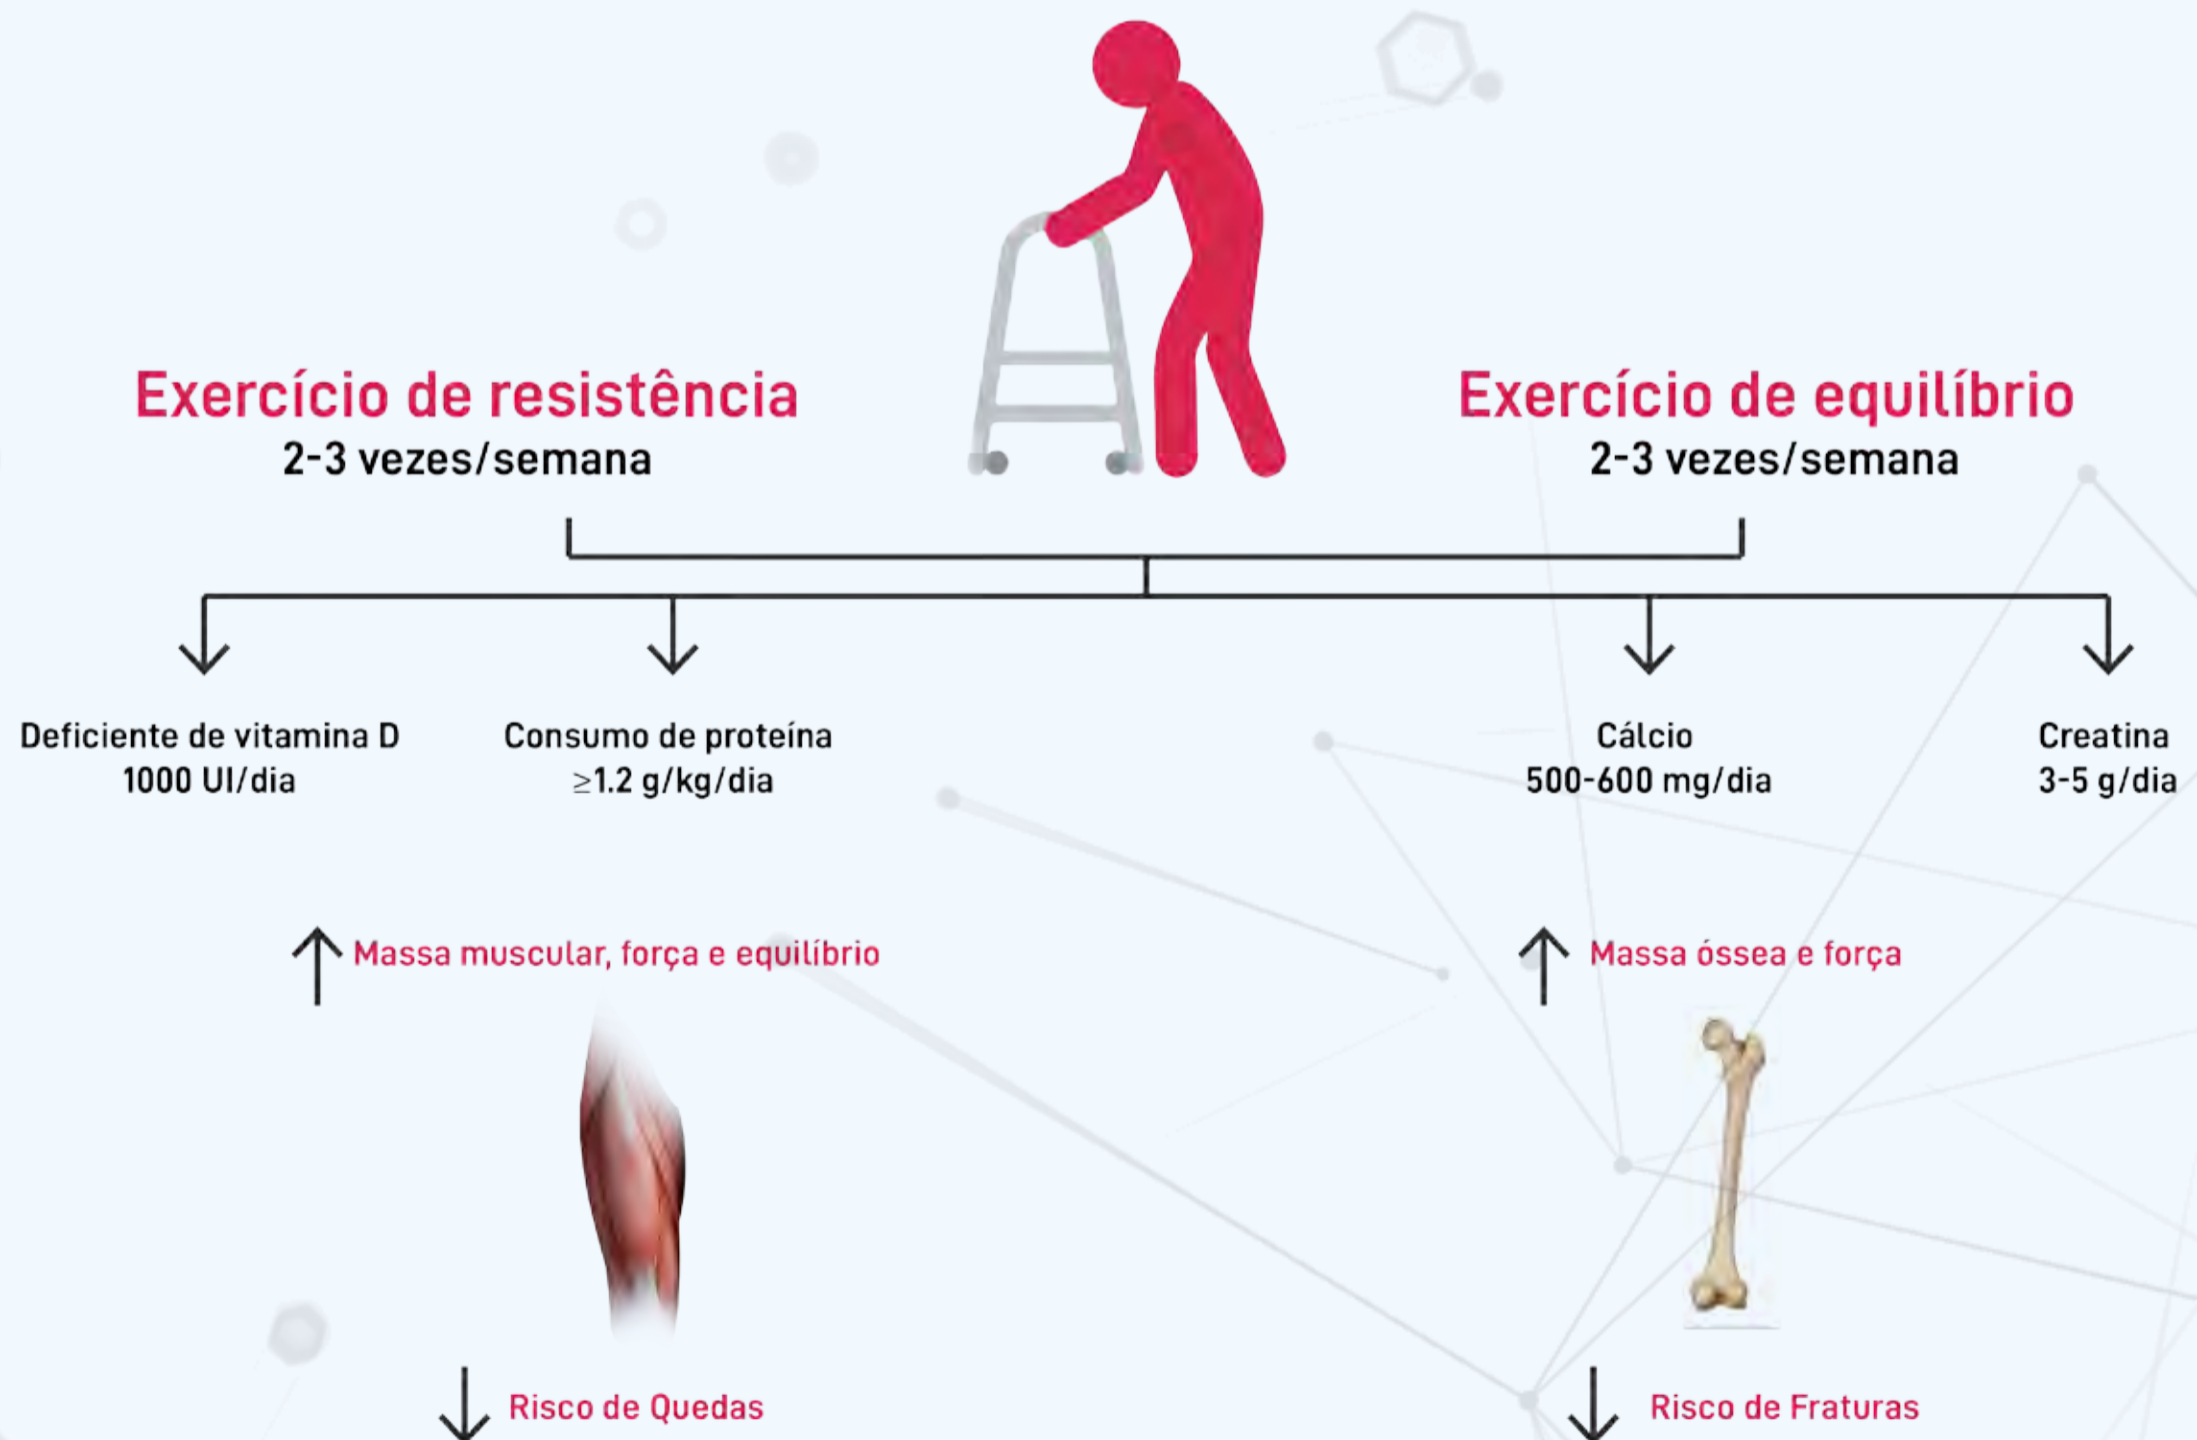 Exercício de resistência
2-3 vezes/semana
Exercício de equilíbrio
2-3 vezes/semana
Deficiente de vitamina D
1000 UI/dia
Consumo de proteína
≥1.2 g/kg/dia
Cálcio
500-600 mg/dia
Creatina
3-5 g/dia
Massa muscular, força e equilíbrio
Massa óssea e força
Risco de Quedas
Risco de Fraturas